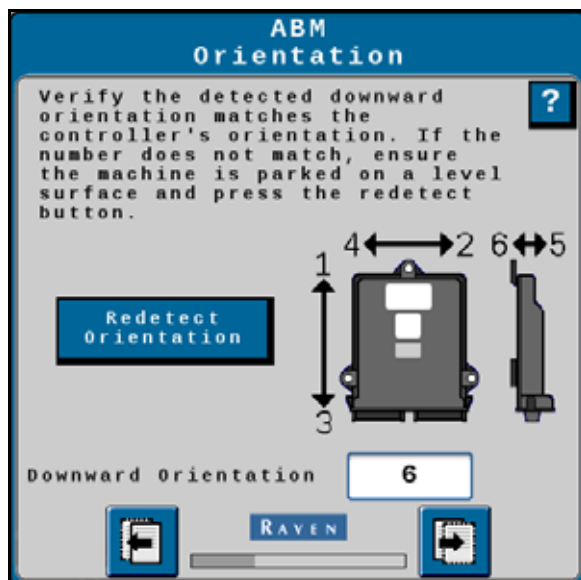 ABM
Orientation
Verify the detected downward
orientation matches the
controller's orientation. If the
number does not match, ensure
the machine is parked on a level
surface and press the redetect
button.
?
4 2 6 5
1
Redetect
Orientation
3
Downward Orientation 6
RAVEN